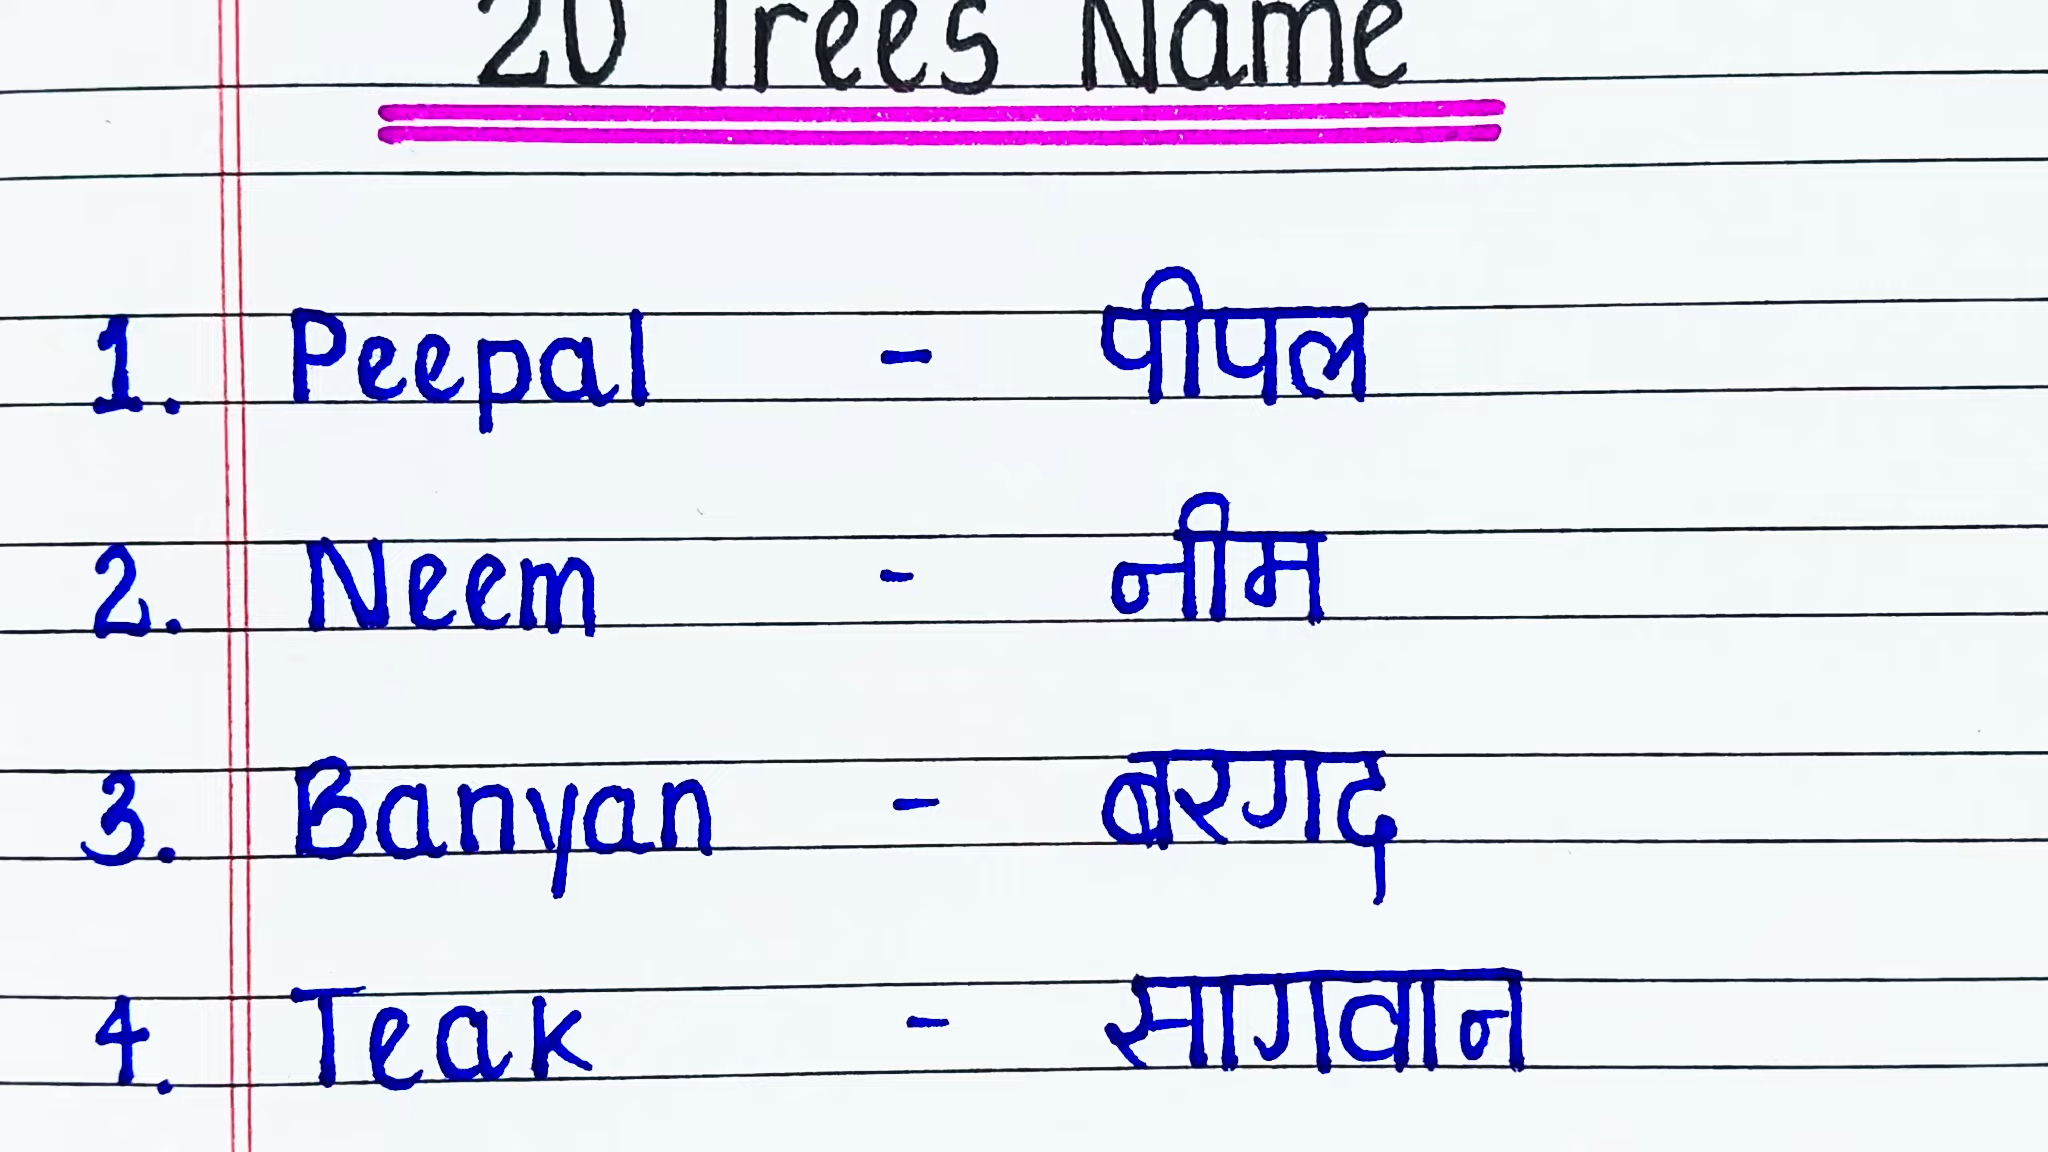 20 Trees Name
1. Peepal - पीपल
2. Neem - नीम
3. Banyan - बरगद
4. Teak - सागवान